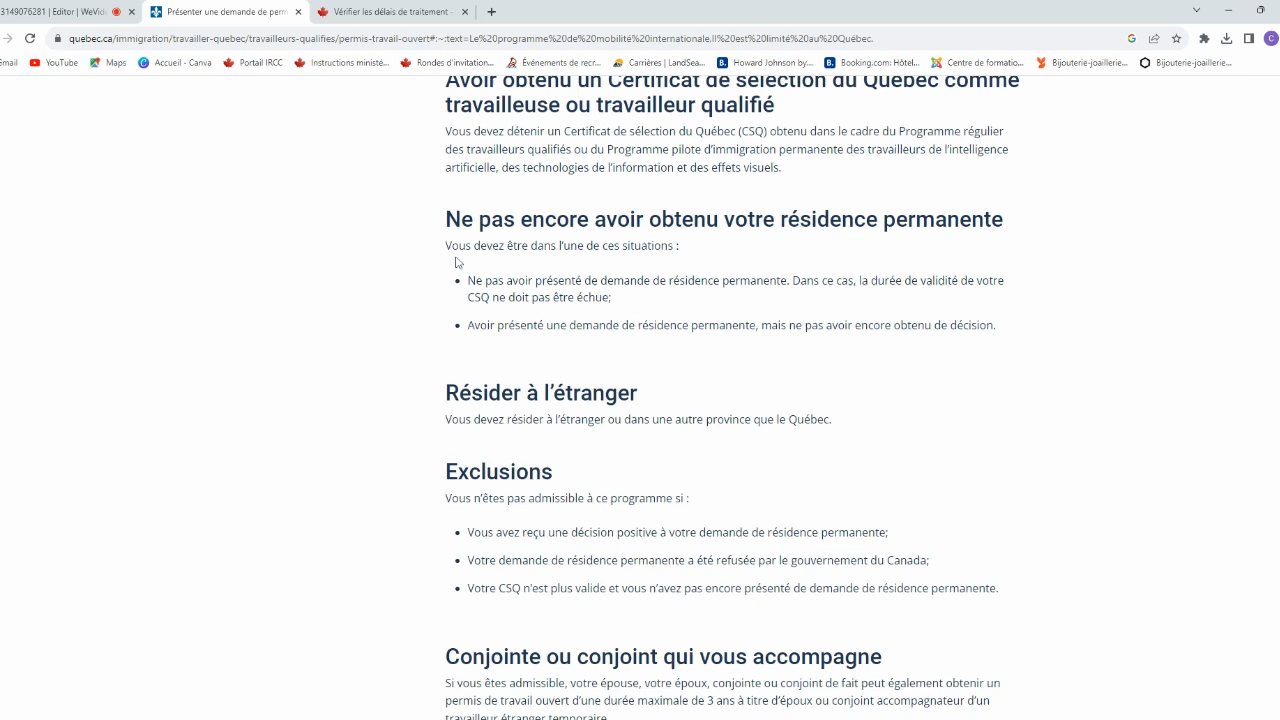 3149076281 | Editor | WeVide
Présenter une demande de perm
Vérifier les délais de traitement -
quebec.ca/immigration/travailler-quebec/travailleurs-qualifies/permis-travail-ouvert#:~:text=Le%20programme%20de%20mobilité%20internationale,Il%20est%20limité%20au%20Québec.
Email YouTube Maps Accueil - Canva Portail IRCC Instructions ministé... Rondes d'invitation... Événements de recr... Carrières | LandSea... Howard Johnson by... Booking.com: Hôtel... Centre de formatio... Bijouterie-joaillerie... Bijouterie-joaillerie...
Avoir obtenu un Certificat de sélection du Québec comme
travailleuse ou travailleur qualifié
Vous devez détenir un Certificat de sélection du Québec (CSQ) obtenu dans le cadre du Programme régulier
des travailleurs qualifiés ou du Programme pilote d'immigration permanente des travailleurs de l'intelligence
artificielle, des technologies de l'information et des effets visuels.
Ne pas encore avoir obtenu votre résidence permanente
Vous devez être dans l'une de ces situations :
• Ne pas avoir présenté de demande de résidence permanente. Dans ce cas, la durée de validité de votre
CSQ ne doit pas être échue;
• Avoir présenté une demande de résidence permanente, mais ne pas avoir encore obtenu de décision.
Résider à l'étranger
Vous devez résider à l'étranger ou dans une autre province que le Québec.
Exclusions
Vous n'êtes pas admissible à ce programme si :
• Vous avez reçu une décision positive à votre demande de résidence permanente;
• Votre demande de résidence permanente a été refusée par le gouvernement du Canada;
• Votre CSQ n'est plus valide et vous n'avez pas encore présenté de demande de résidence permanente.
Conjointe ou conjoint qui vous accompagne
Si vous êtes admissible, votre épouse, votre époux, conjointe ou conjoint de fait peut également obtenir un
permis de travail ouvert d'une durée maximale de 3 ans à titre d'époux ou conjoint accompagnateur d'un
travailleur étranger temporaire.